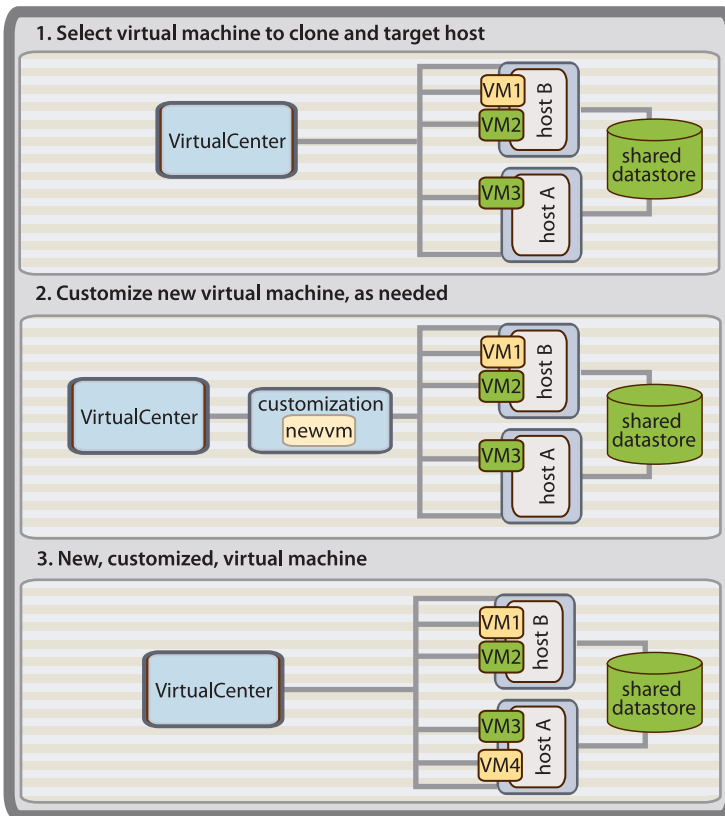 1. Select virtual machine to clone and target host
VirtualCenter
VM1
VM2
host B
VM3
host A
shared
datastore
2. Customize new virtual machine, as needed
VirtualCenter
customization
newvm
VM1
VM2
host B
VM3
host A
shared
datastore
3. New, customized, virtual machine
VirtualCenter
VM1
VM2
host B
VM3
VM4
host A
shared
datastore